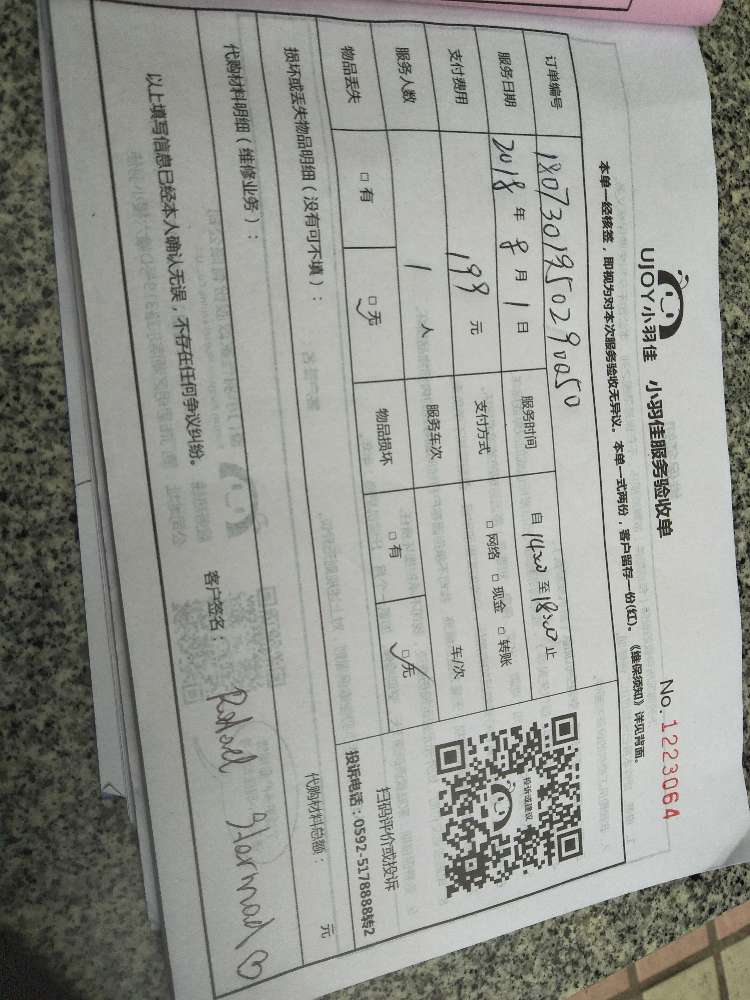 UJOY小羽佳 小羽佳服务验收单 No.1223064
本单一经核签，即视为对本次服务验收无异议。本单一式两份，客户留存一份(红)。《维保须知》详见背面。
订单编号 1807301950290050
服务日期 2018 年 8 月 1 日 服务时间 自 14:00 至 18:00 止
支付费用 199 元 支付方式 □ 网络 □ 现金 □ 转账
服务人数 1 人 服务车次 车/次
物品丢失 □ 有 □ 无 物品损坏 □ 有 □ 无
投诉或建议
扫码评价或投诉
投诉电话：0592-5178888转2
损坏或丢失物品明细（没有可不填）：
代购材料明细（维修业务）： 代购材料总额： 元
以上填写信息已经本人确认无误，不存在任何争议纠纷。 客户签名： Rafael